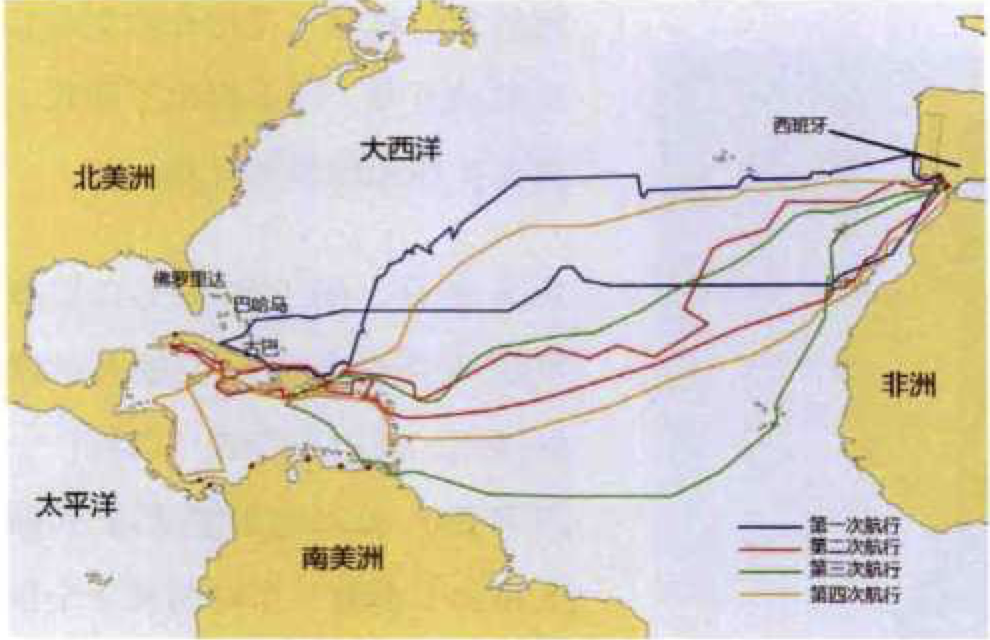 西班牙
大西洋
北美洲
佛罗里达
巴哈马
古巴
非洲
太平洋
南美洲
第一次航行
第二次航行
第三次航行
第四次航行